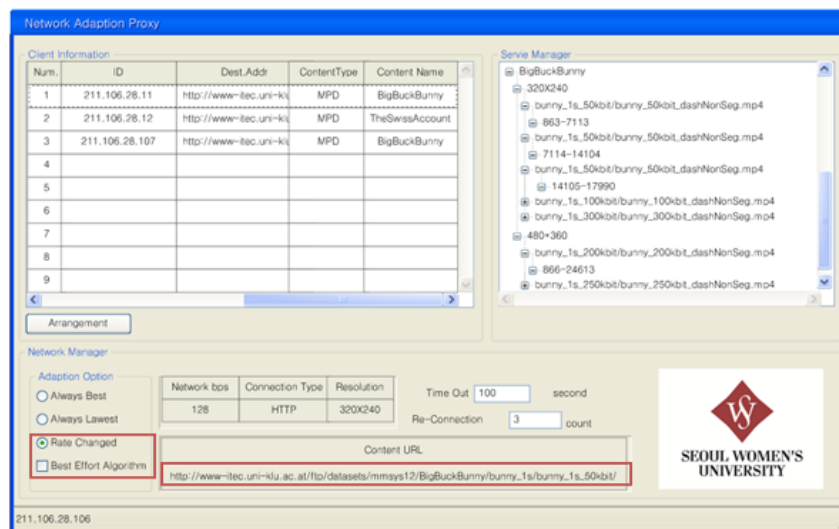 Network Adaption Proxy
Client Information
Num. ID Dest.Addr ContentType Content Name
1 211.106.28.11 http://www-itec.uni-klu MPD BigBuckBunny
2 211.106.28.12 http://www-itec.uni-klu MPD TheSwissAccount
3 211.106.28.107 http://www-itec.uni-klu MPD BigBuckBunny
4
5
6
7
8
9
Arrangement
Servie Manager
BigBuckBunny
320X240
bunny_1s_50kbit/bunny_50kbit_dashNonSeg.mp4
863-7113
bunny_1s_50kbit/bunny_50kbit_dashNonSeg.mp4
7114-14104
bunny_1s_50kbit/bunny_50kbit_dashNonSeg.mp4
14105-17990
bunny_1s_100kbit/bunny_100kbit_dashNonSeg.mp4
bunny_1s_300kbit/bunny_300kbit_dashNonSeg.mp4
480*360
bunny_1s_200kbit/bunny_200kbit_dashNonSeg.mp4
866-24613
bunny_1s_250kbit/bunny_250kbit_dashNonSeg.mp4
Network Manager
Adaption Option
Always Best
Always Lawest
Rate Changed
Best Effort Algorithm
Network bps Connection Type Resolution
128 HTTP 320X240
Time Out 100 second
Re-Connection 3 count
Content URL
http://www-itec.uni-klu.ac.at/ftp/datasets/mmsys12/BigBuckBunny/bunny_1s/bunny_1s_50kbit/
SEOUL WOMEN'S
UNIVERSITY
211.106.28.106